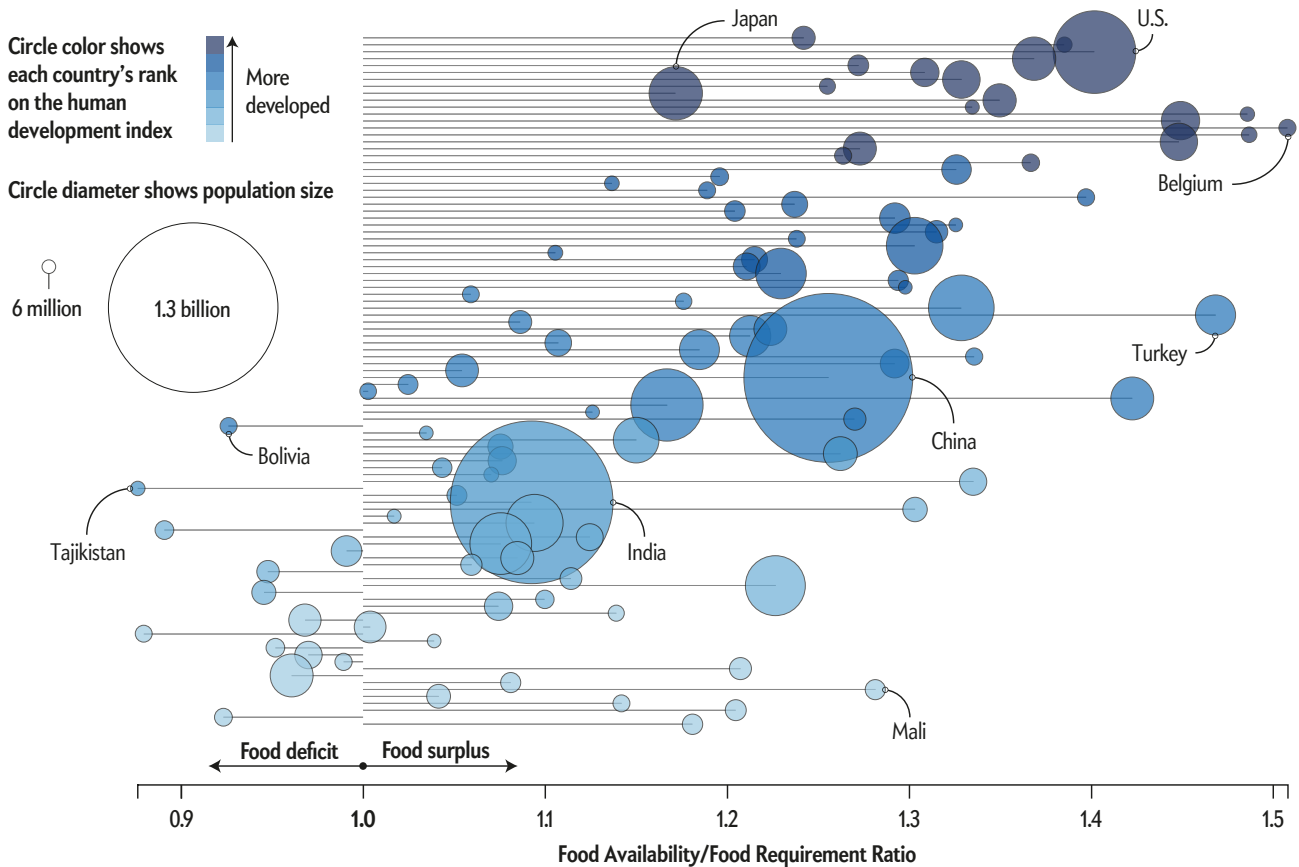 Circle color shows
each country's rank
on the human
development index
More
developed
Circle diameter shows population size
6 million
1.3 billion
Japan
U.S.
Belgium
Turkey
China
Bolivia
Tajikistan
India
Mali
Food deficit
Food surplus
0.9
1.0
1.1
1.2
1.3
1.4
1.5
Food Availability/Food Requirement Ratio